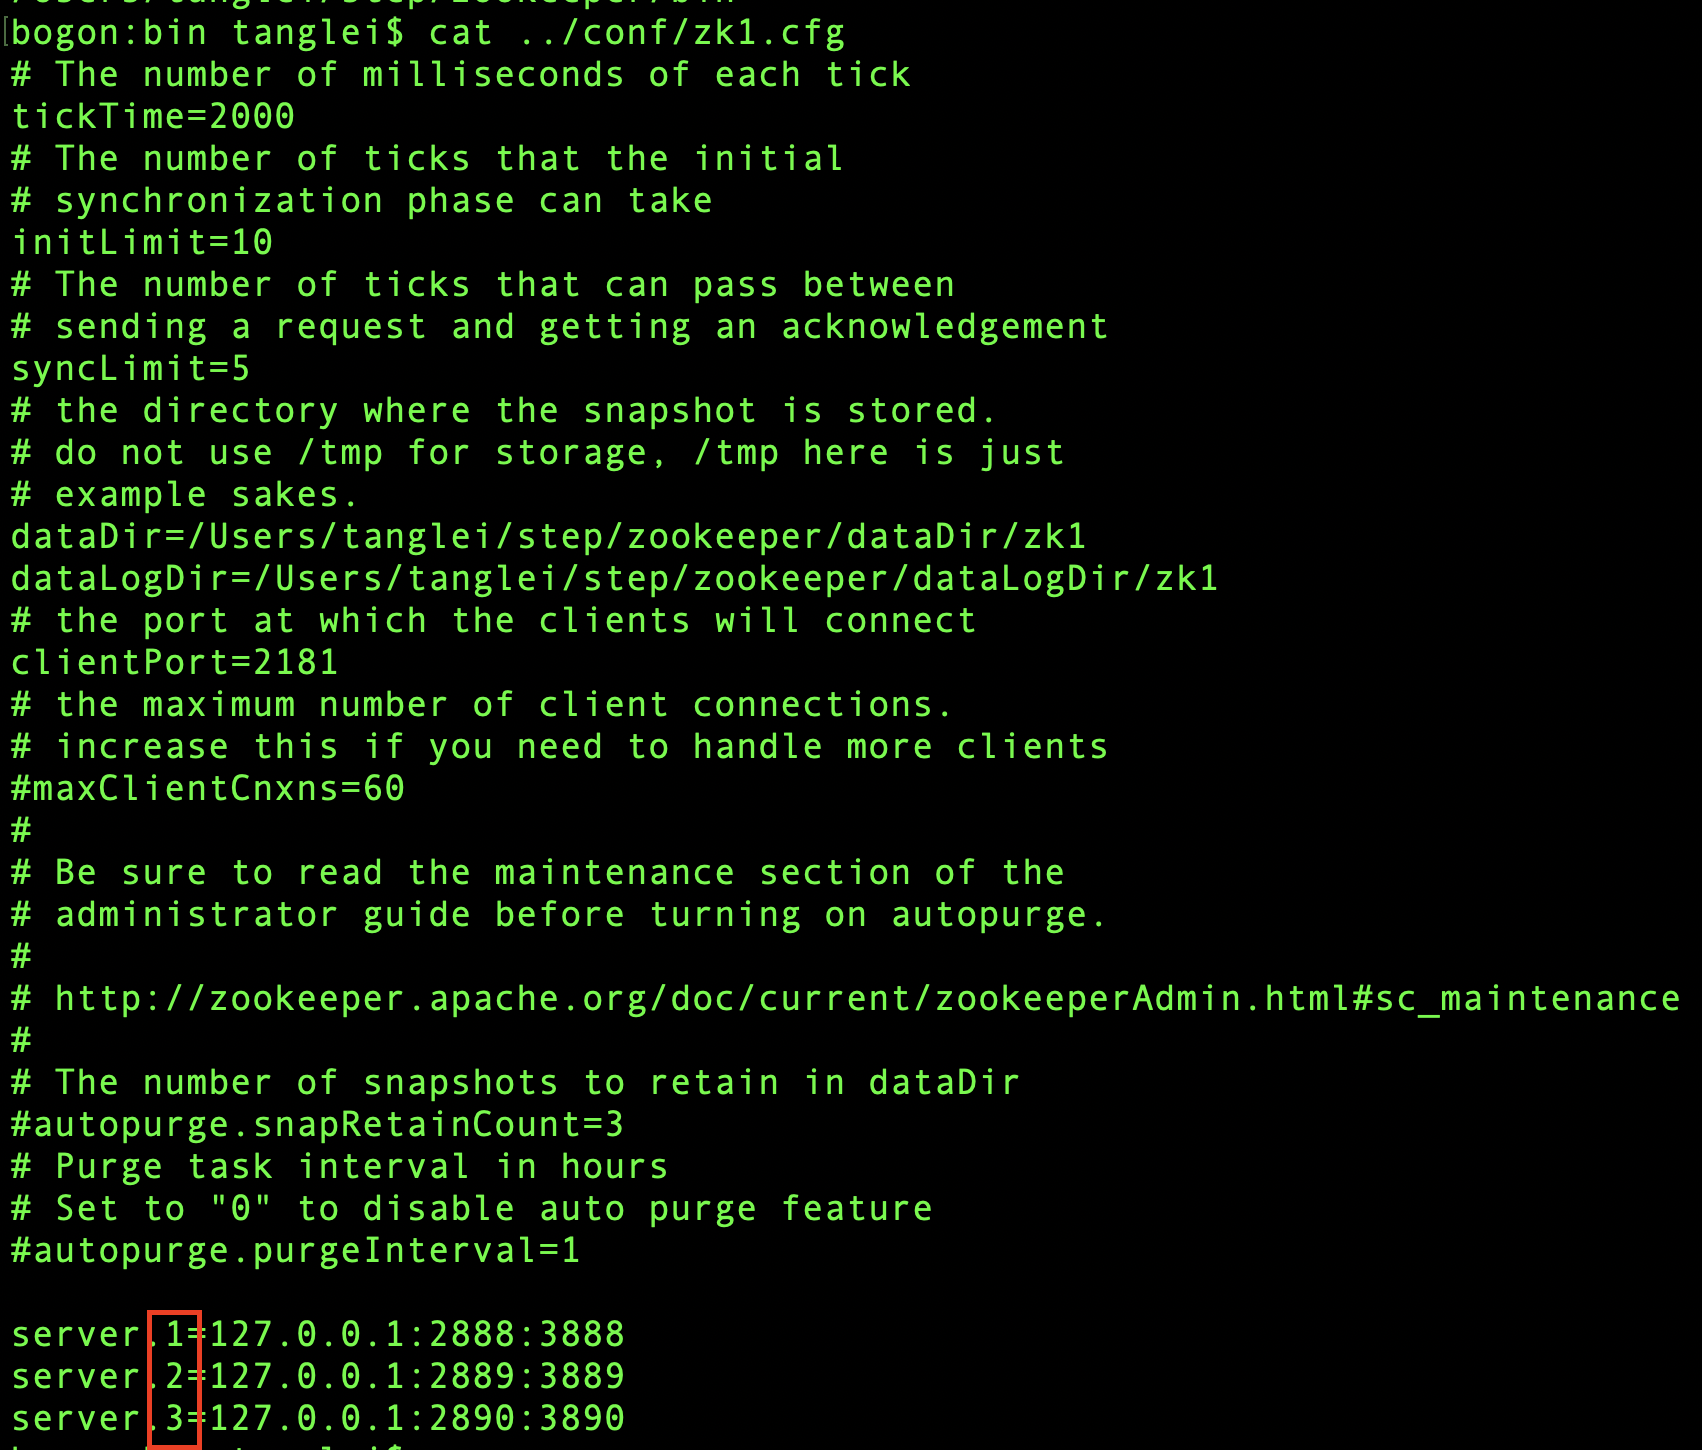 /Users/tanglei/step/zookeeper/bin
bogon:bin tanglei$ cat ../conf/zk1.cfg
# The number of milliseconds of each tick
tickTime=2000
# The number of ticks that the initial
# synchronization phase can take
initLimit=10
# The number of ticks that can pass between
# sending a request and getting an acknowledgement
syncLimit=5
# the directory where the snapshot is stored.
# do not use /tmp for storage, /tmp here is just
# example sakes.
dataDir=/Users/tanglei/step/zookeeper/dataDir/zk1
dataLogDir=/Users/tanglei/step/zookeeper/dataLogDir/zk1
# the port at which the clients will connect
clientPort=2181
# the maximum number of client connections.
# increase this if you need to handle more clients
#maxClientCnxns=60
#
# Be sure to read the maintenance section of the
# administrator guide before turning on autopurge.
#
# http://zookeeper.apache.org/doc/current/zookeeperAdmin.html#sc_maintenance
#
# The number of snapshots to retain in dataDir
#autopurge.snapRetainCount=3
# Purge task interval in hours
# Set to "0" to disable auto purge feature
#autopurge.purgeInterval=1
server.1=127.0.0.1:2888:3888
server.2=127.0.0.1:2889:3889
server.3=127.0.0.1:2890:3890